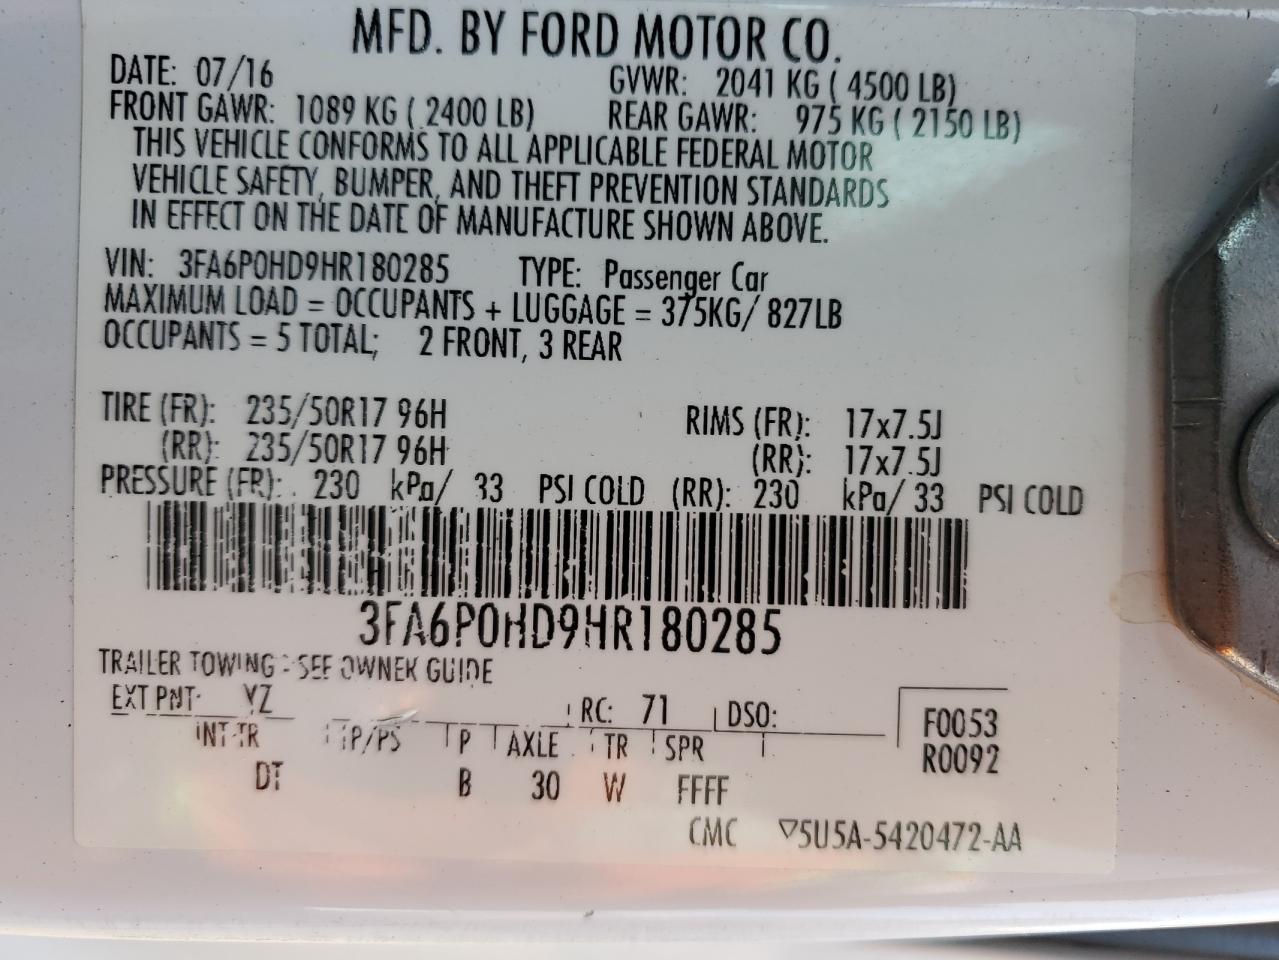 MFD. BY FORD MOTOR CO.
DATE: 07/16 GVWR: 2041 KG ( 4500 LB)
FRONT GAWR: 1089 KG ( 2400 LB) REAR GAWR: 975 KG ( 2150 LB)
THIS VEHICLE CONFORMS TO ALL APPLICABLE FEDERAL MOTOR
VEHICLE SAFETY, BUMPER, AND THEFT PREVENTION STANDARDS
IN EFFECT ON THE DATE OF MANUFACTURE SHOWN ABOVE.
VIN: 3FA6P0HD9HR180285 TYPE: Passenger Car
MAXIMUM LOAD = OCCUPANTS + LUGGAGE = 375KG/ 827LB
OCCUPANTS = 5 TOTAL; 2 FRONT, 3 REAR
TIRE (FR): 235/50R17 96H RIMS (FR): 17x7.5J
(RR): 235/50R17 96H (RR): 17x7.5J
PRESSURE (FR): 230 kPa/ 33 PSI COLD (RR): 230 kPa/ 33 PSI COLD
3FA6P0HD9HR180285
TRAILER TOWING - SEE OWNER GUIDE
EXT PNT: YZ RC: 71 DSO: F0053
INT TR TP/PS P AXLE TR SPR R0092
DT B 30 W FFFF
CMC ▽5U5A-5420472-AA